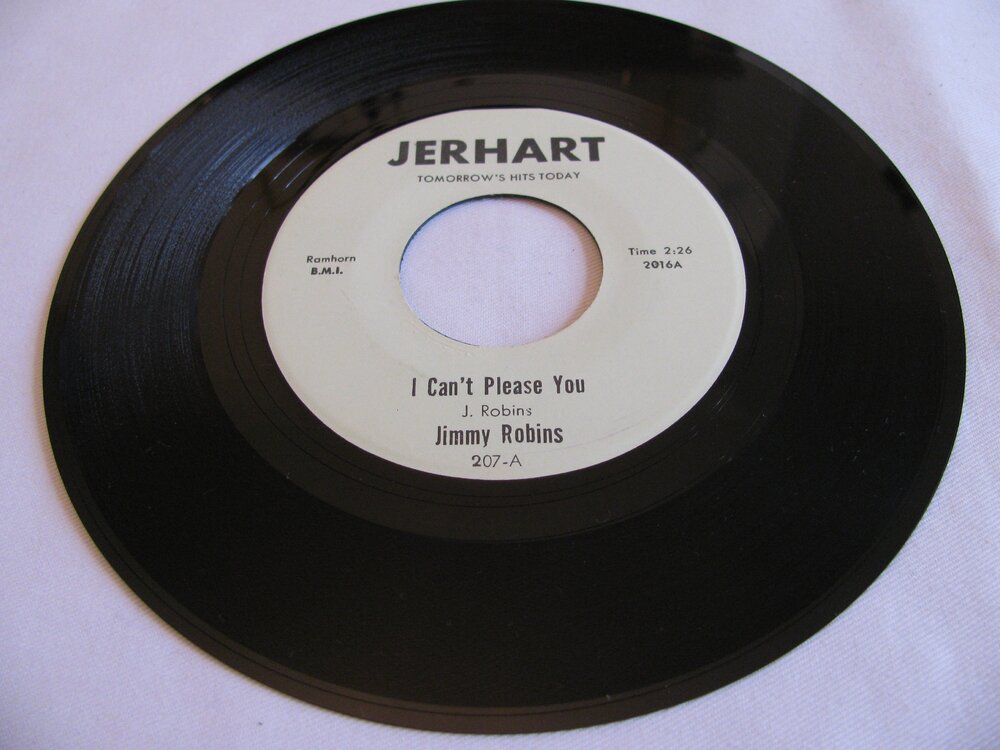 JERHART
TOMORROW'S HITS TODAY
Ramhorn
B.M.I.
Time 2:26
2016A
I Can't Please You
J. Robins
Jimmy Robins
207-A